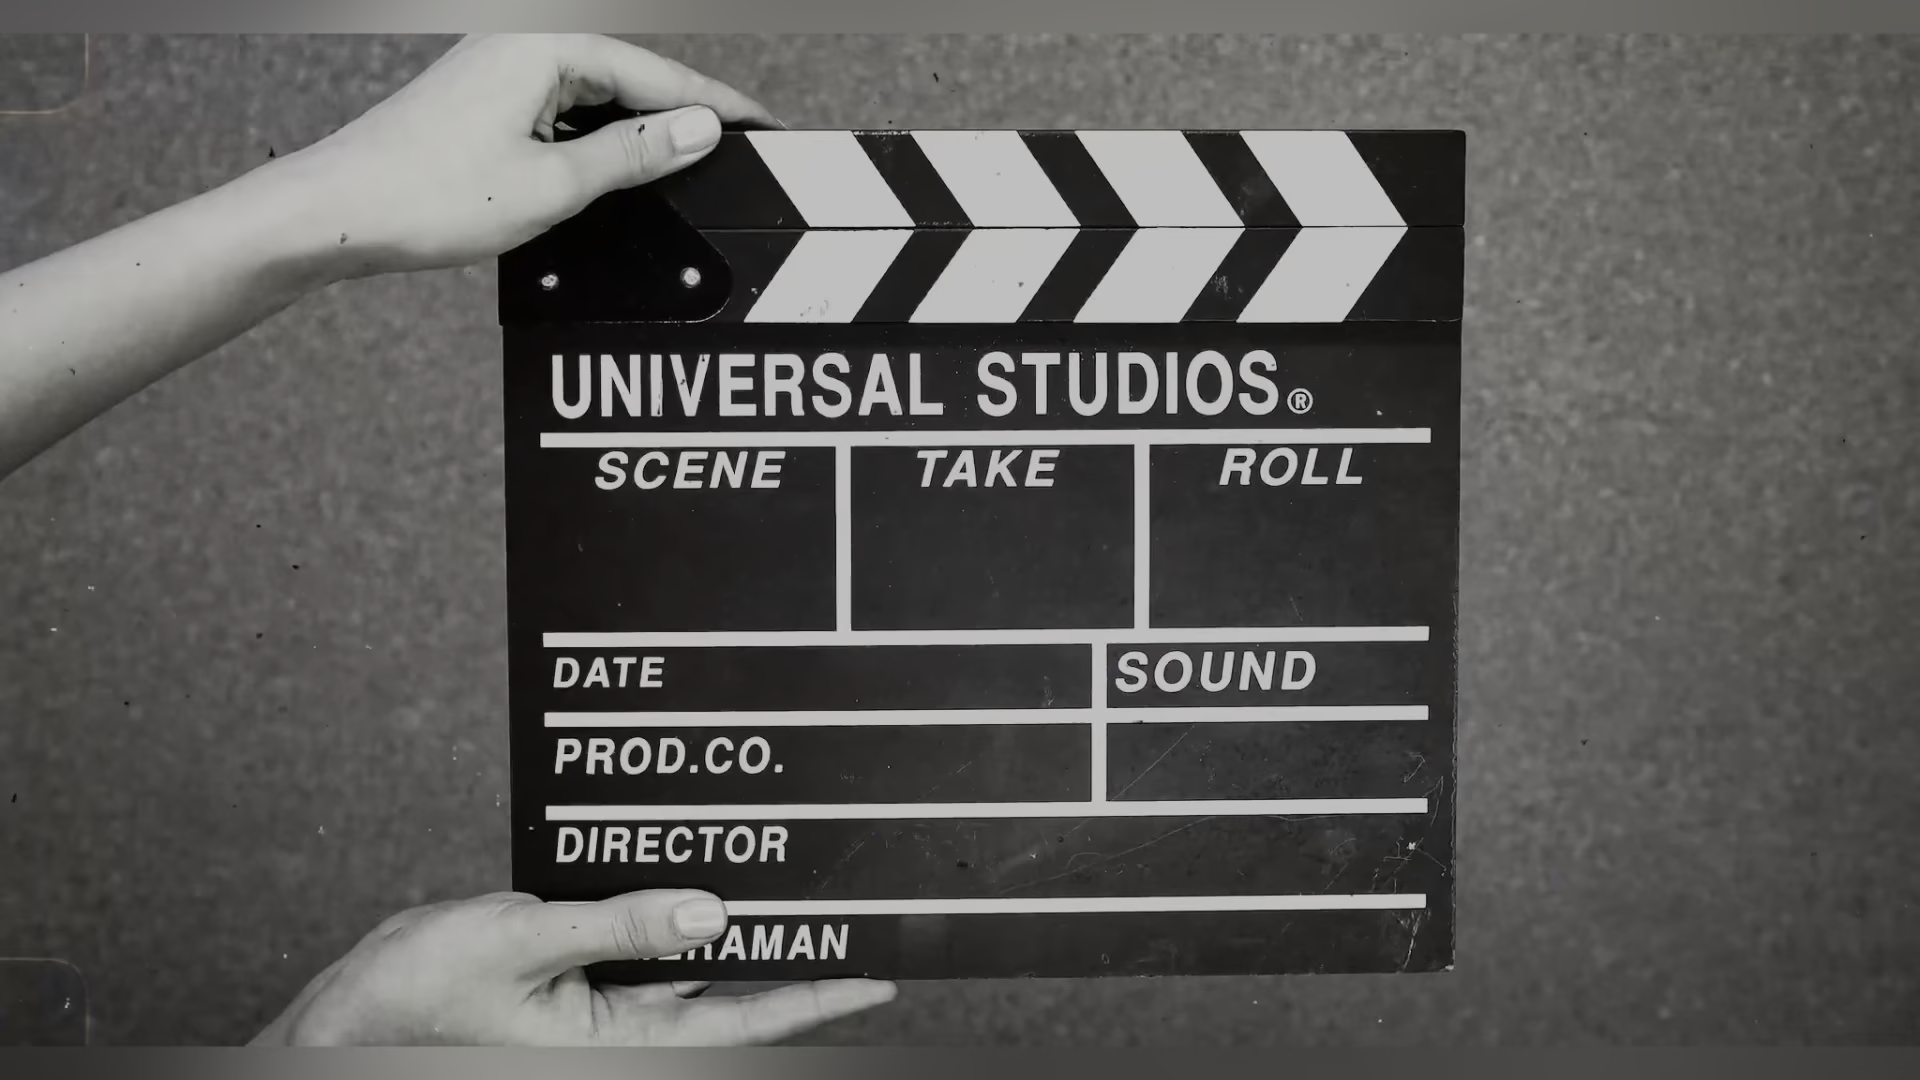 UNIVERSAL STUDIOS®
SCENE TAKE ROLL
DATE SOUND
PROD.CO.
DIRECTOR